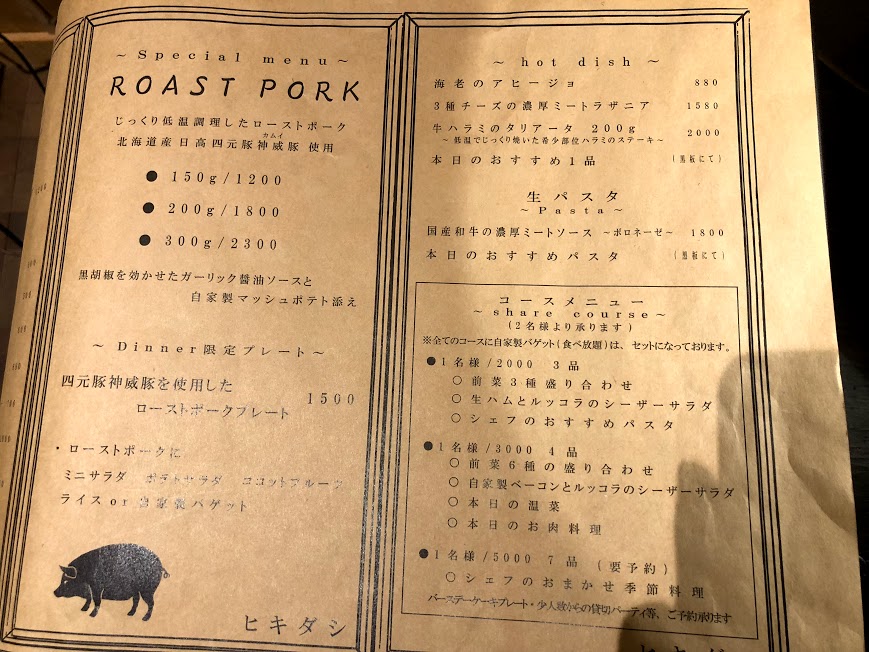 ～Special menu～
ROAST PORK
じっくり低温調理したローストポーク
カムイ
北海道産日高四元豚神威豚 使用
● 150g/1200
● 200g/1800
● 300g/2300
黒胡椒を効かせたガーリック醬油ソースと
自家製マッシュポテト添え
～Dinner限定プレート～
四元豚神威豚を使用した
ローストポークプレート 1500
・ローストポークに
ミニサラダ ポテトサラダ ココットフルーツ
ライスor自家製バゲット
ヒキダシ
～ hot dish ～
海老のアヒージョ 880
3種チーズの濃厚ミートラザニア 1580
牛ハラミのタリアータ 200g 2000
～低温でじっくり焼いた希少部位ハラミのステーキ～
本日のおすすめ1品 (黒板にて)
生パスタ
～Pasta～
国産和牛の濃厚ミートソース ～ボロネーゼ～ 1800
本日のおすすめパスタ (黒板にて)
コースメニュー
～share course～
(2名様より承ります)
※全てのコースに自家製バゲット(食べ放題)は、セットになっております。
●1名様/2000 3品
○前菜3種盛り合わせ
○生ハムとルッコラのシーザーサラダ
○シェフのおすすめパスタ
●1名様/3000 4品
○前菜6種の盛り合わせ
○自家製ベーコンとルッコラのシーザーサラダ
○本日の温菜
○本日のお肉料理
●1名様/5000 7品 (要予約)
○シェフのおまかせ季節料理
バースデーケーキプレート・少人数からの貸切パーティ等、ご予約承ります